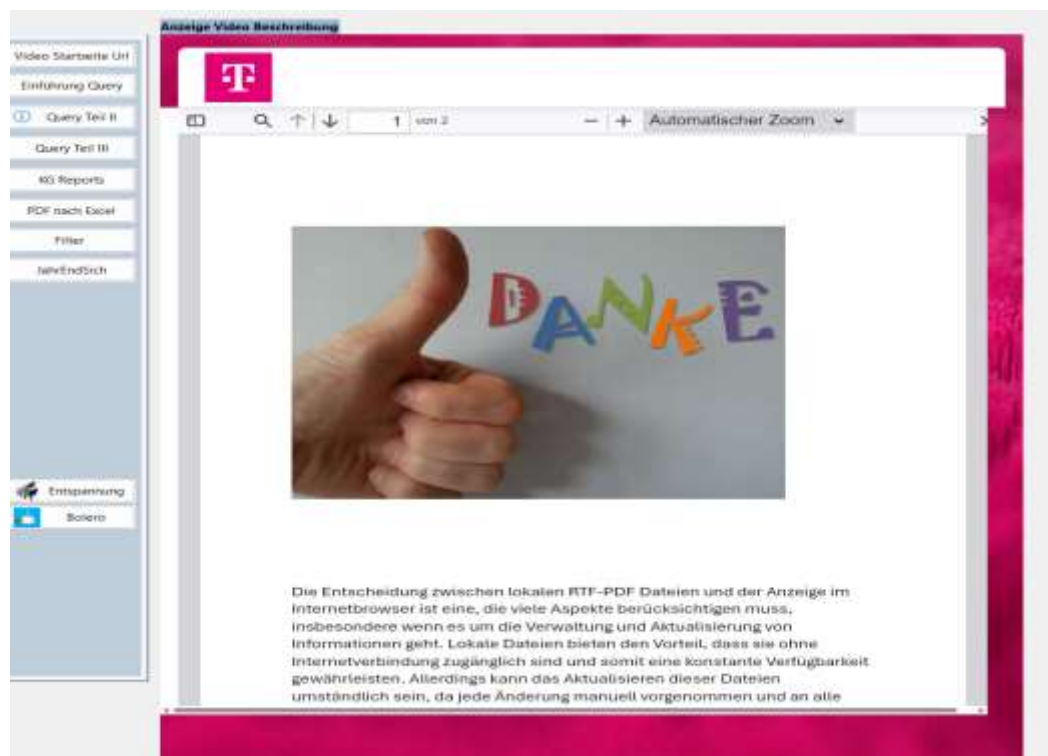 Anzeige Video Beschreibung
Video Startseite Url
Einführung Query
Query Teil II
Query Teil III
KG Reports
PDF nach Excel
Filter
JahrEndSich
Entspannung
Bolero
T
1 von 2
Automatischer Zoom
DANKE
Die Entscheidung zwischen lokalen RTF-PDF Dateien und der Anzeige im
Internetbrowser ist eine, die viele Aspekte berücksichtigen muss,
insbesondere wenn es um die Verwaltung und Aktualisierung von
Informationen geht. Lokale Dateien bieten den Vorteil, dass sie ohne
Internetverbindung zugänglich sind und somit eine konstante Verfügbarkeit
gewährleisten. Allerdings kann das Aktualisieren dieser Dateien
umständlich sein, da jede Änderung manuell vorgenommen und an alle